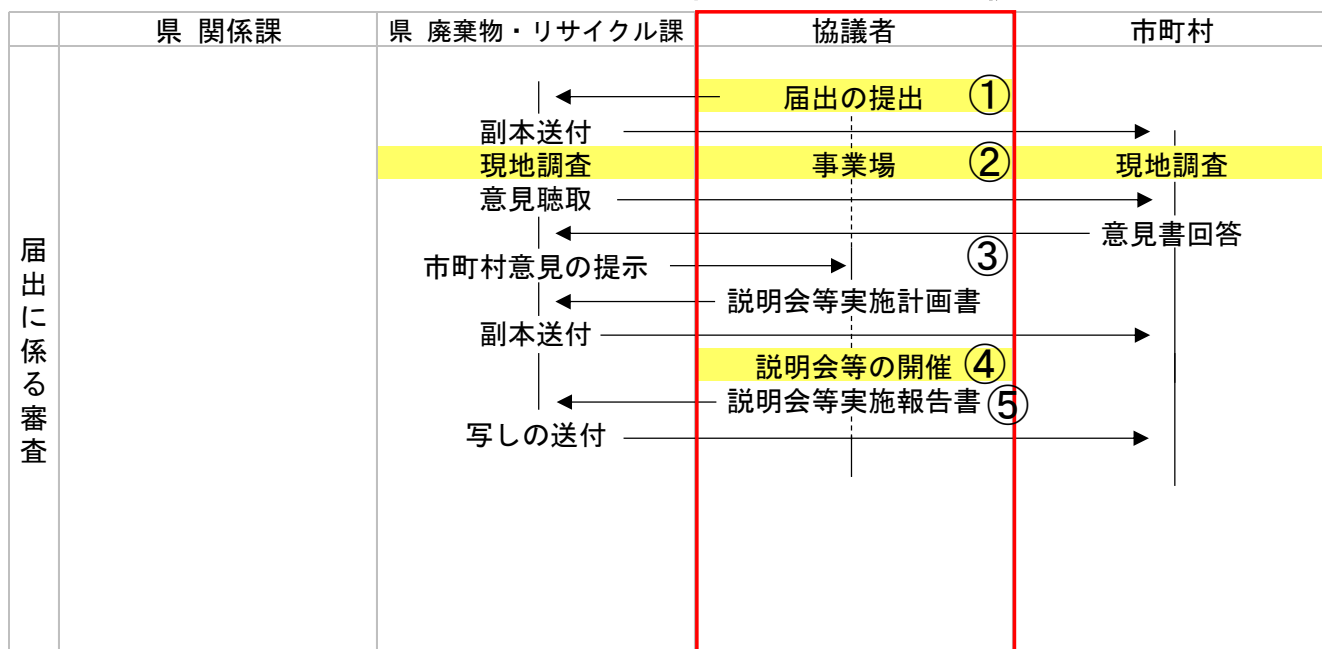 県 関係課
県 廃棄物・リサイクル課
協議者
市町村
届出に係る審査
届出の提出 ①
副本送付
現地調査
事業場 ②
現地調査
意見聴取
意見書回答
③
市町村意見の提示
説明会等実施計画書
副本送付
説明会等の開催 ④
説明会等実施報告書 ⑤
写しの送付